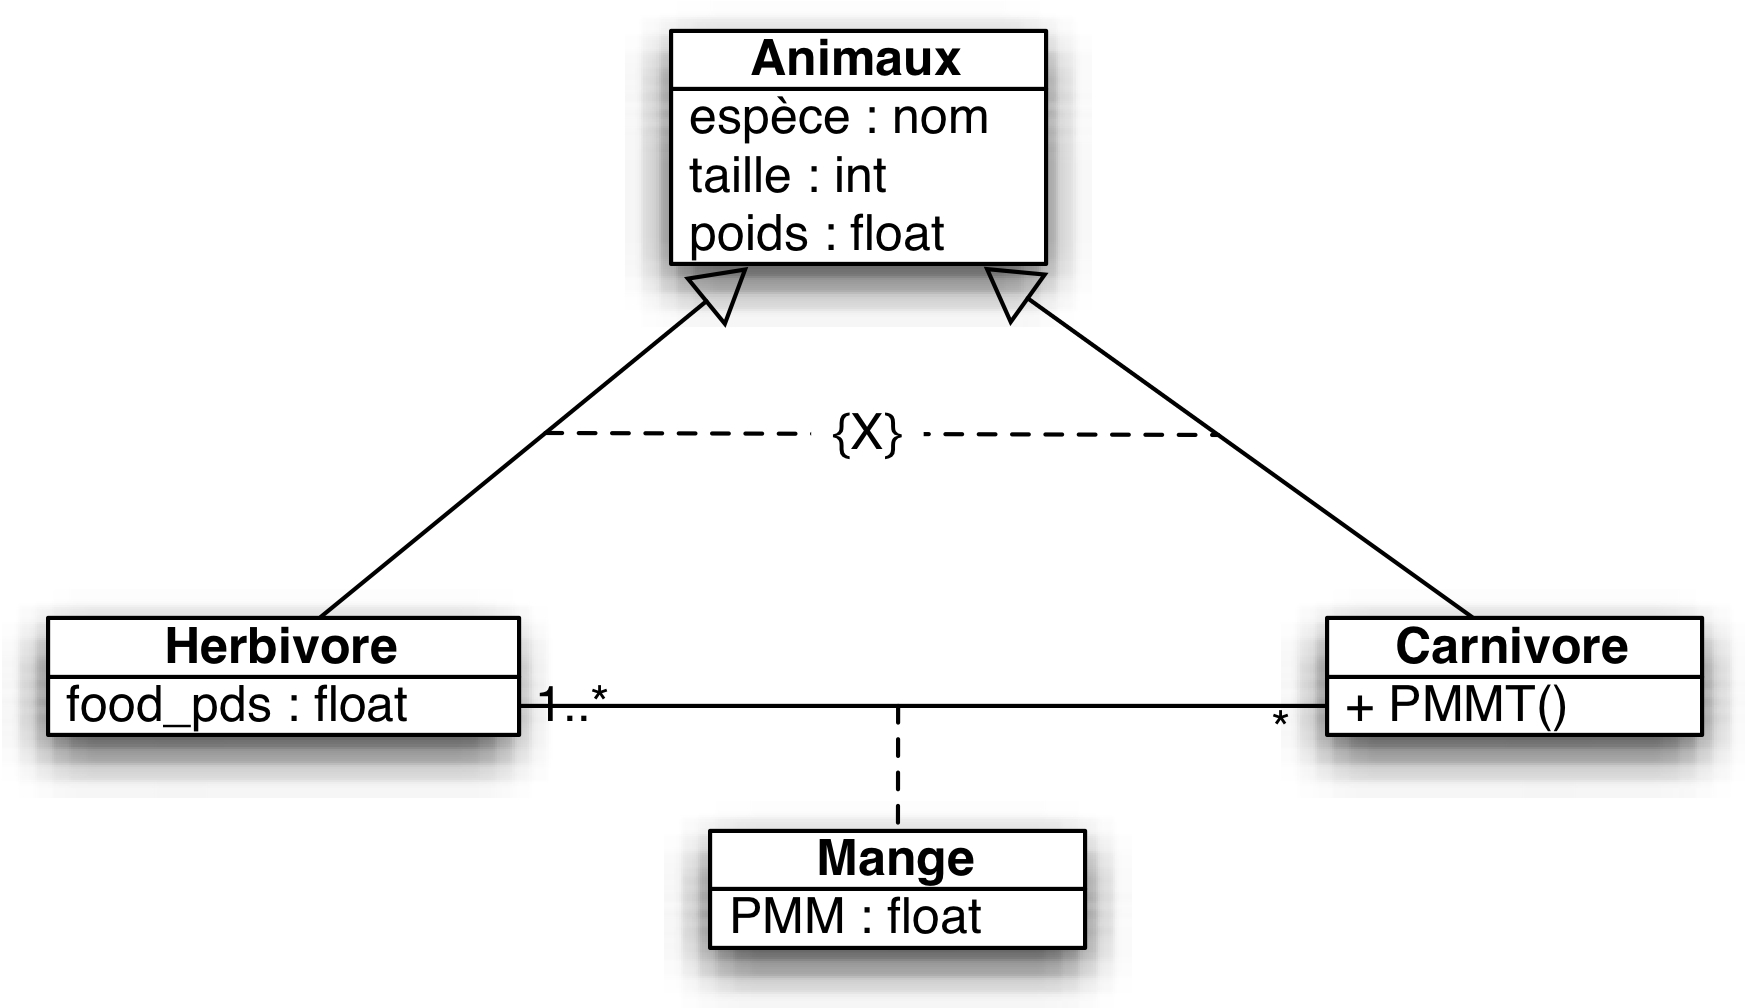 Animaux
espèce : nom
taille : int
poids : float
{X}
Herbivore
food_pds : float
1..*
*
Carnivore
+ PMMT()
Mange
PMM : float